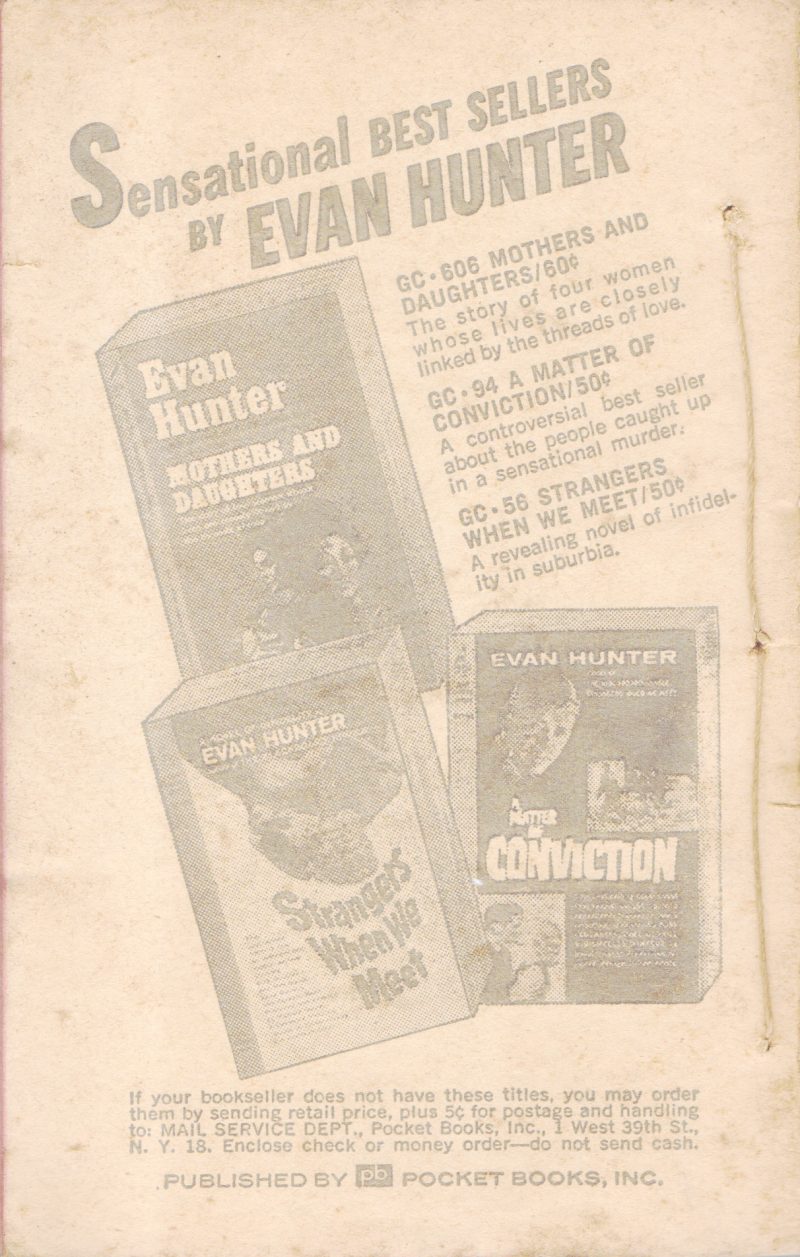 Sensational BEST SELLERS
BY EVAN HUNTER
GC • 606 MOTHERS AND
DAUGHTERS/60¢
The story of four women
whose lives are closely
linked by the threads of love.
GC • 94 A MATTER OF
CONVICTION/50¢
A controversial best seller
about the people caught up
in a sensational murder.
GC • 56 STRANGERS
WHEN WE MEET/50¢
A revealing novel of infidel-
ity in suburbia.
Evan
Hunter
MOTHERS AND
DAUGHTERS
EVAN HUNTER
Strangers
When We
Meet
EVAN HUNTER
A
MATTER
OF
CONVICTION
If your bookseller does not have these titles, you may order
them by sending retail price, plus 5¢ for postage and handling
to: MAIL SERVICE DEPT., Pocket Books, Inc., 1 West 39th St.,
N. Y. 18. Enclose check or money order—do not send cash.
PUBLISHED BY pb POCKET BOOKS, INC.